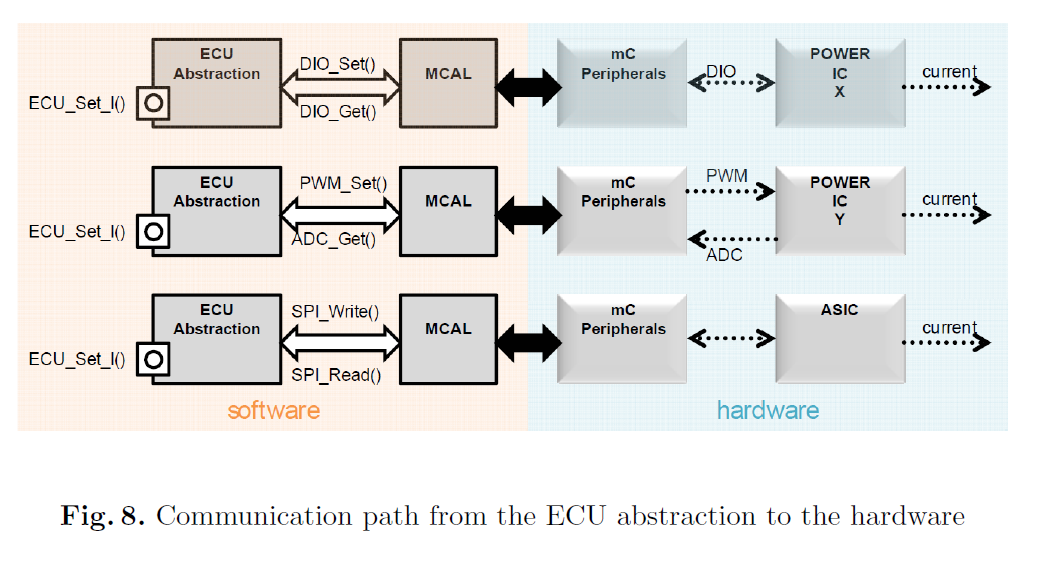 ECU
Abstraction
DIO_Set()
DIO_Get()
MCAL
ECU_Set_I()
mC
Peripherals
DIO
POWER
IC
X
current
ECU
Abstraction
PWM_Set()
ADC_Get()
MCAL
ECU_Set_I()
mC
Peripherals
PWM
ADC
POWER
IC
Y
current
ECU
Abstraction
SPI_Write()
SPI_Read()
MCAL
ECU_Set_I()
mC
Peripherals
ASIC
current
software
hardware
Fig. 8. Communication path from the ECU abstraction to the hardware